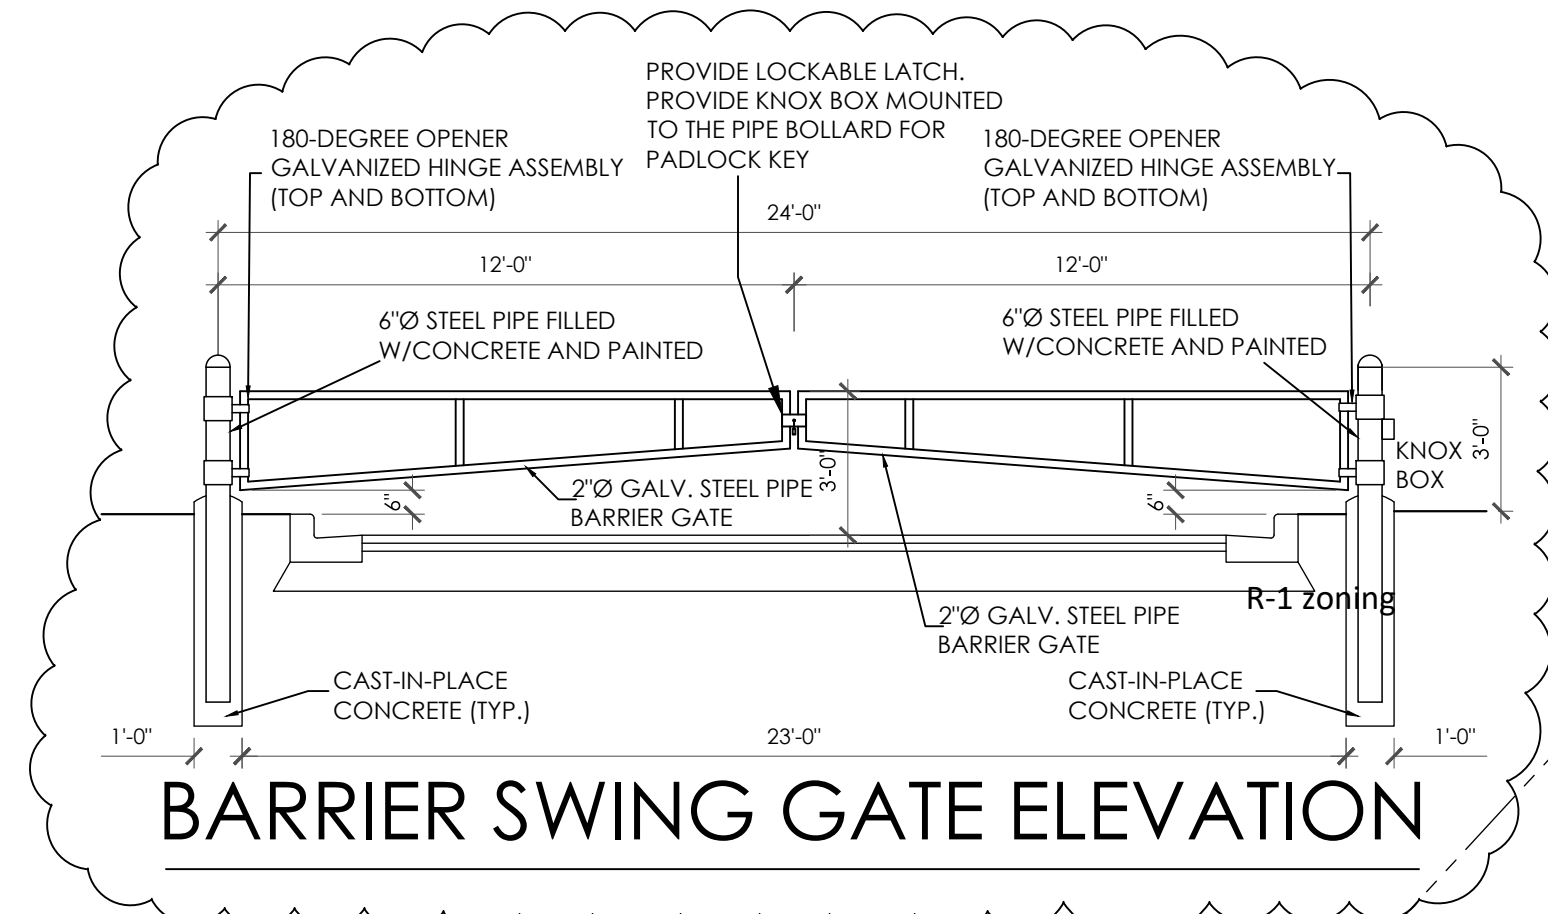 PROVIDE LOCKABLE LATCH.
PROVIDE KNOX BOX MOUNTED
TO THE PIPE BOLLARD FOR
PADLOCK KEY
180-DEGREE OPENER
GALVANIZED HINGE ASSEMBLY
(TOP AND BOTTOM)
180-DEGREE OPENER
GALVANIZED HINGE ASSEMBLY
(TOP AND BOTTOM)
24'-0"
12'-0"
12'-0"
6"Ø STEEL PIPE FILLED
W/CONCRETE AND PAINTED
6"Ø STEEL PIPE FILLED
W/CONCRETE AND PAINTED
KNOX
BOX
3'-0"
3'-0"
2"Ø GALV. STEEL PIPE
BARRIER GATE
6"
6"
R-1 zoning
2"Ø GALV. STEEL PIPE
BARRIER GATE
CAST-IN-PLACE
CONCRETE (TYP.)
CAST-IN-PLACE
CONCRETE (TYP.)
1'-0"
23'-0"
1'-0"
BARRIER SWING GATE ELEVATION